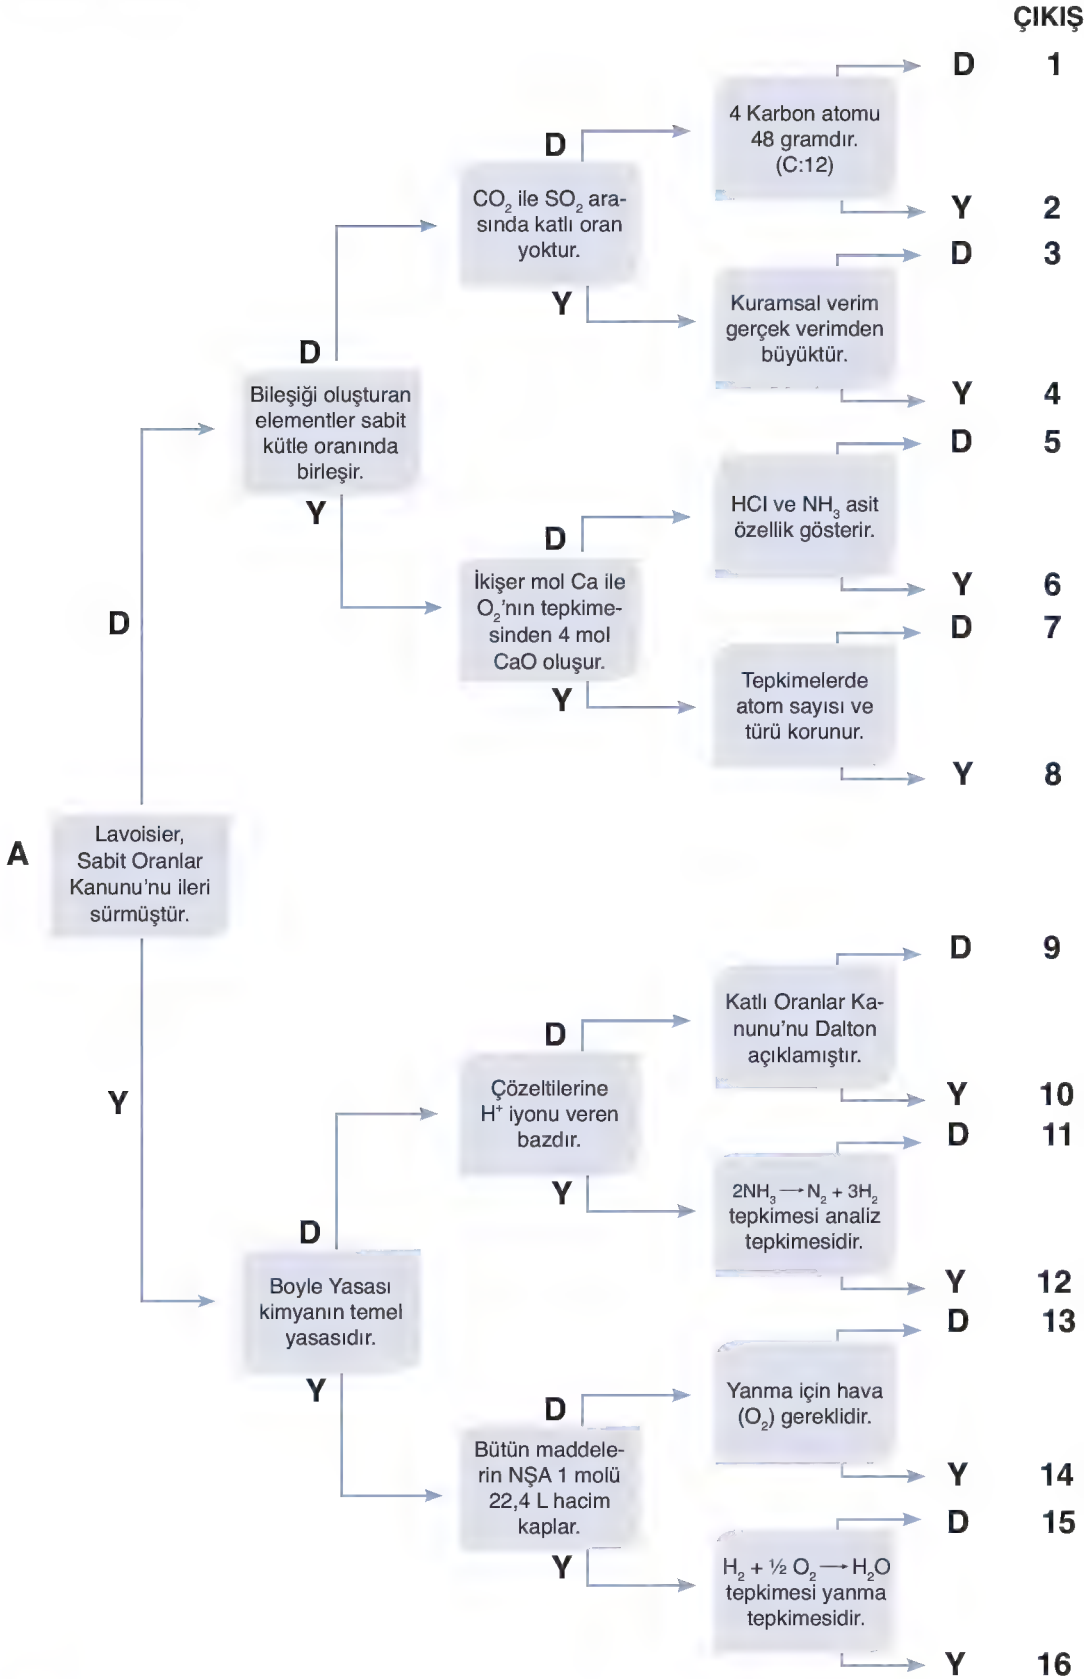 ÇIKIŞ
D 1
4 Karbon atomu
48 gramdır.
(C:12)
D
Y 2
CO₂ ile SO₂ ara-
sında katlı oran
yoktur.
D 3
Y
Kuramsal verim
gerçek verimden
büyüktür.
D
Y 4
Bileşiği oluşturan
elementler sabit
kütle oranında
birleşir.
D 5
Y
HCl ve NH₃ asit
özellik gösterir.
D
Y 6
İkişer mol Ca ile
O₂'nın tepkime-
sinden 4 mol
CaO oluşur.
D
D 7
Y
Tepkimelerde
atom sayısı ve
türü korunur.
Y 8
A
Lavoisier,
Sabit Oranlar
Kanunu'nu ileri
sürmüştür.
D 9
Katlı Oranlar Ka-
nunu'nu Dalton
açıklamıştır.
D
Y
Y 10
Çözeltilerine
H⁺ iyonu veren
bazdır.
D 11
Y
2NH₃ → N₂ + 3H₂
tepkimesi analiz
tepkimesidir.
D
Y 12
Boyle Yasası
kimyanın temel
yasasıdır.
D 13
Y
Yanma için hava
(O₂) gereklidir.
D
Y 14
Bütün maddele-
rin NŞA 1 molü
22,4 L hacim
kaplar.
D 15
Y
H₂ + ½ O₂ → H₂O
tepkimesi yanma
tepkimesidir.
Y 16